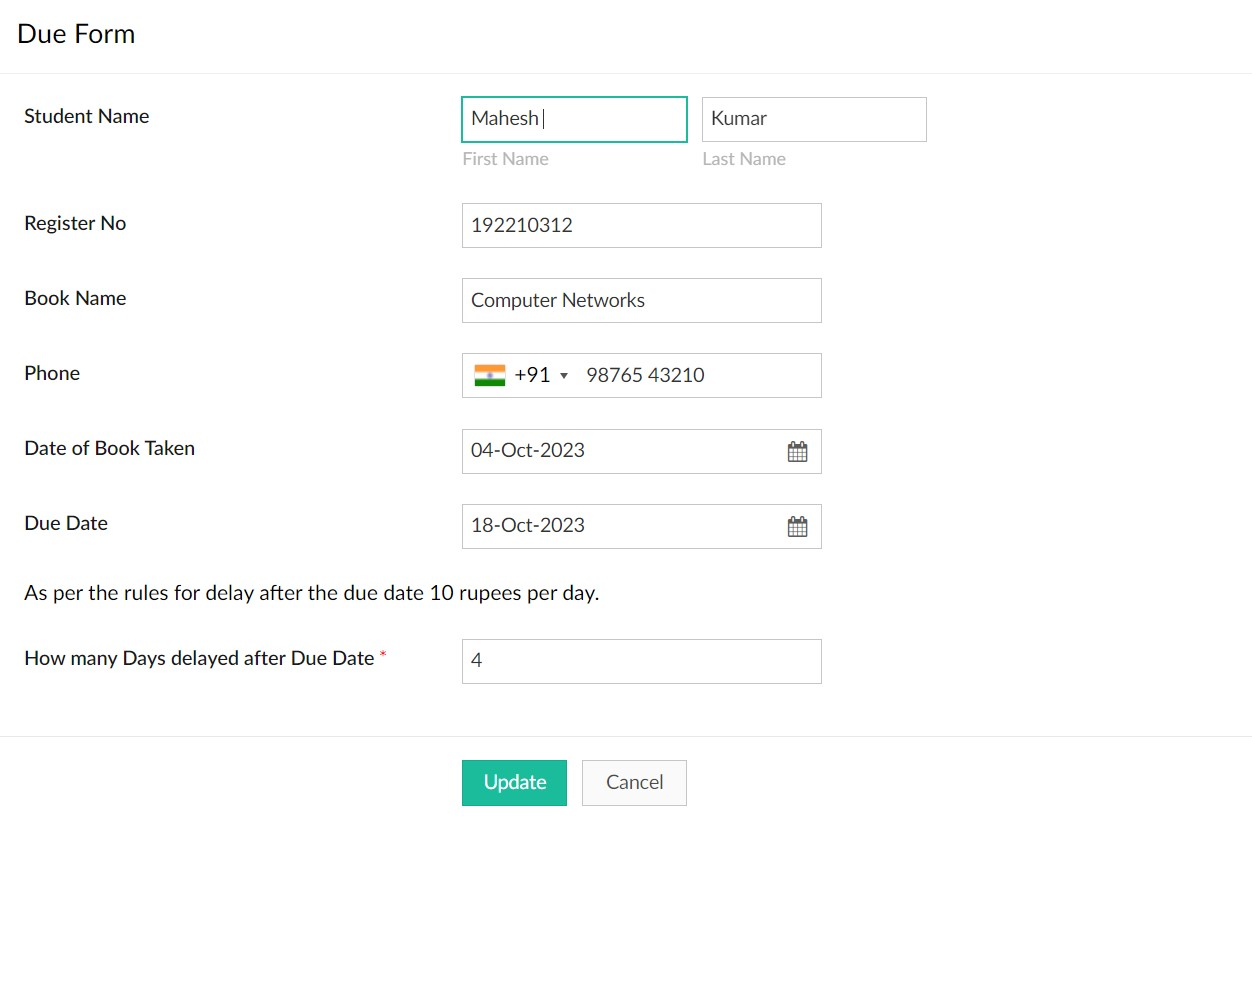 Due Form
Student Name
Mahesh Kumar
First Name Last Name
Register No 192210312
Book Name Computer Networks
Phone +91 98765 43210
Date of Book Taken 04-Oct-2023
Due Date 18-Oct-2023
As per the rules for delay after the due date 10 rupees per day.
How many Days delayed after Due Date * 4
Update Cancel